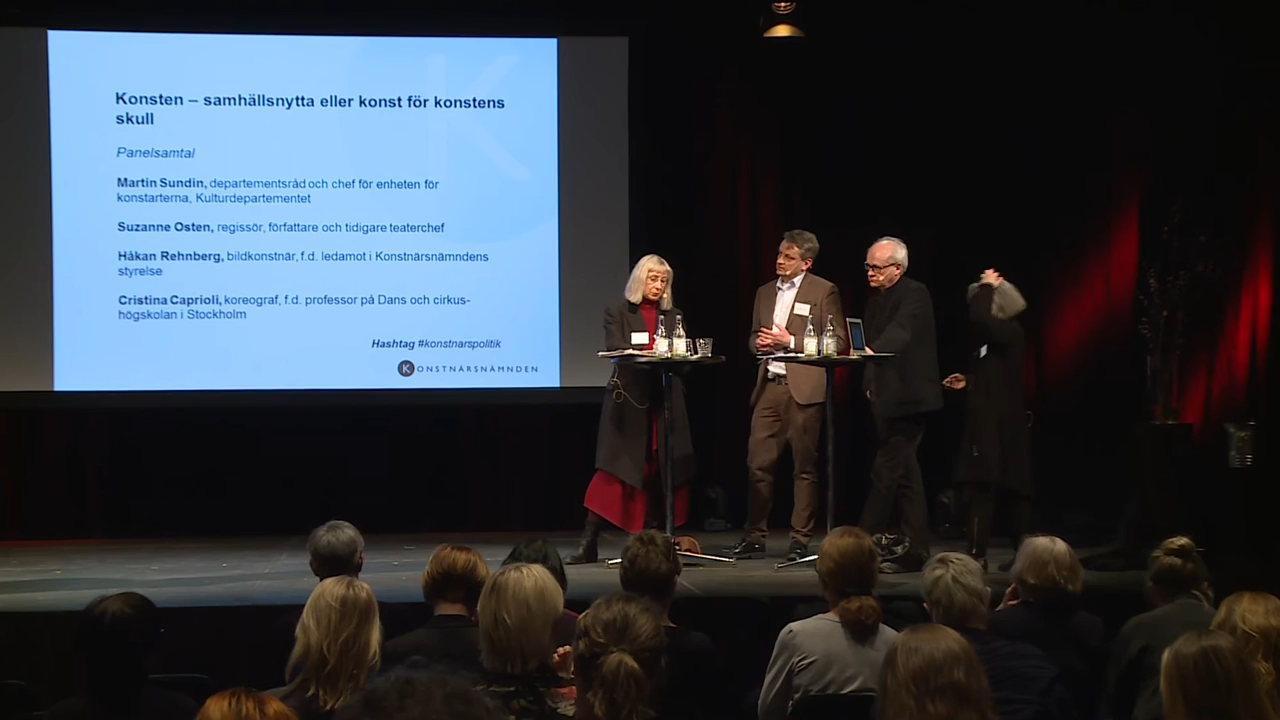 Konsten – samhällsnytta eller konst för konstens
skull
Panelsamtal
Martin Sundin, departementsråd och chef för enheten för
konstarterna, Kulturdepartementet
Suzanne Osten, regissör, författare och tidigare teaterchef
Håkan Rehnberg, bildkonstnär, f.d. ledamot i Konstnärsnämndens
styrelse
Cristina Caprioli, koreograf, f.d. professor på Dans och cirkus-
högskolan i Stockholm
Hashtag #konstnarspolitik
KONSTNÄRSNÄMNDEN